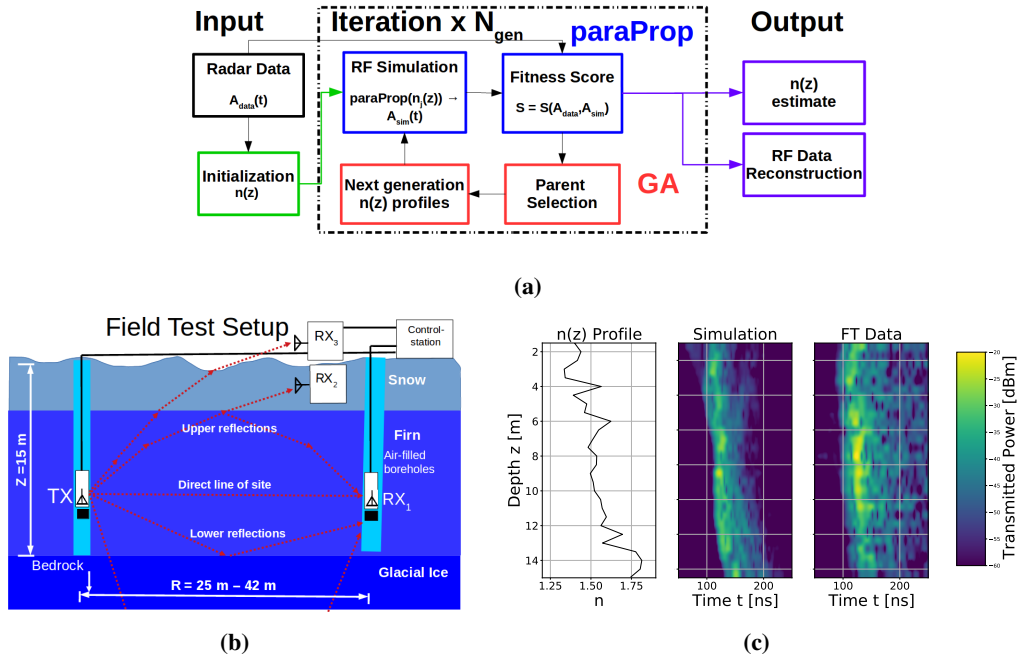 Input
Iteration x N_gen
paraProp
Output
Radar Data
A_data(t)
RF Simulation
paraProp(n_i(z)) →
A_sim(t)
Fitness Score
S = S(A_data,A_sim)
n(z)
estimate
Initialization
n(z)
Next generation
n(z) profiles
Parent
Selection
GA
RF Data
Reconstruction
(a)
Field Test Setup
RX_3
Control-
station
RX_2
Snow
Upper reflections
Firn
Air-filled
boreholes
Z =15 m
TX
Direct line of site
RX_1
Lower reflections
Bedrock
Glacial Ice
R = 25 m – 42 m
(b)
n(z) Profile
Simulation
FT Data
2
4
6
8
10
12
14
Depth z [m]
1.25
1.50
1.75
n
100
200
Time t [ns]
100
200
Time t [ns]
−20
−25
−30
−35
−40
−45
−50
−55
−60
Transmitted Power [dBm]
(c)